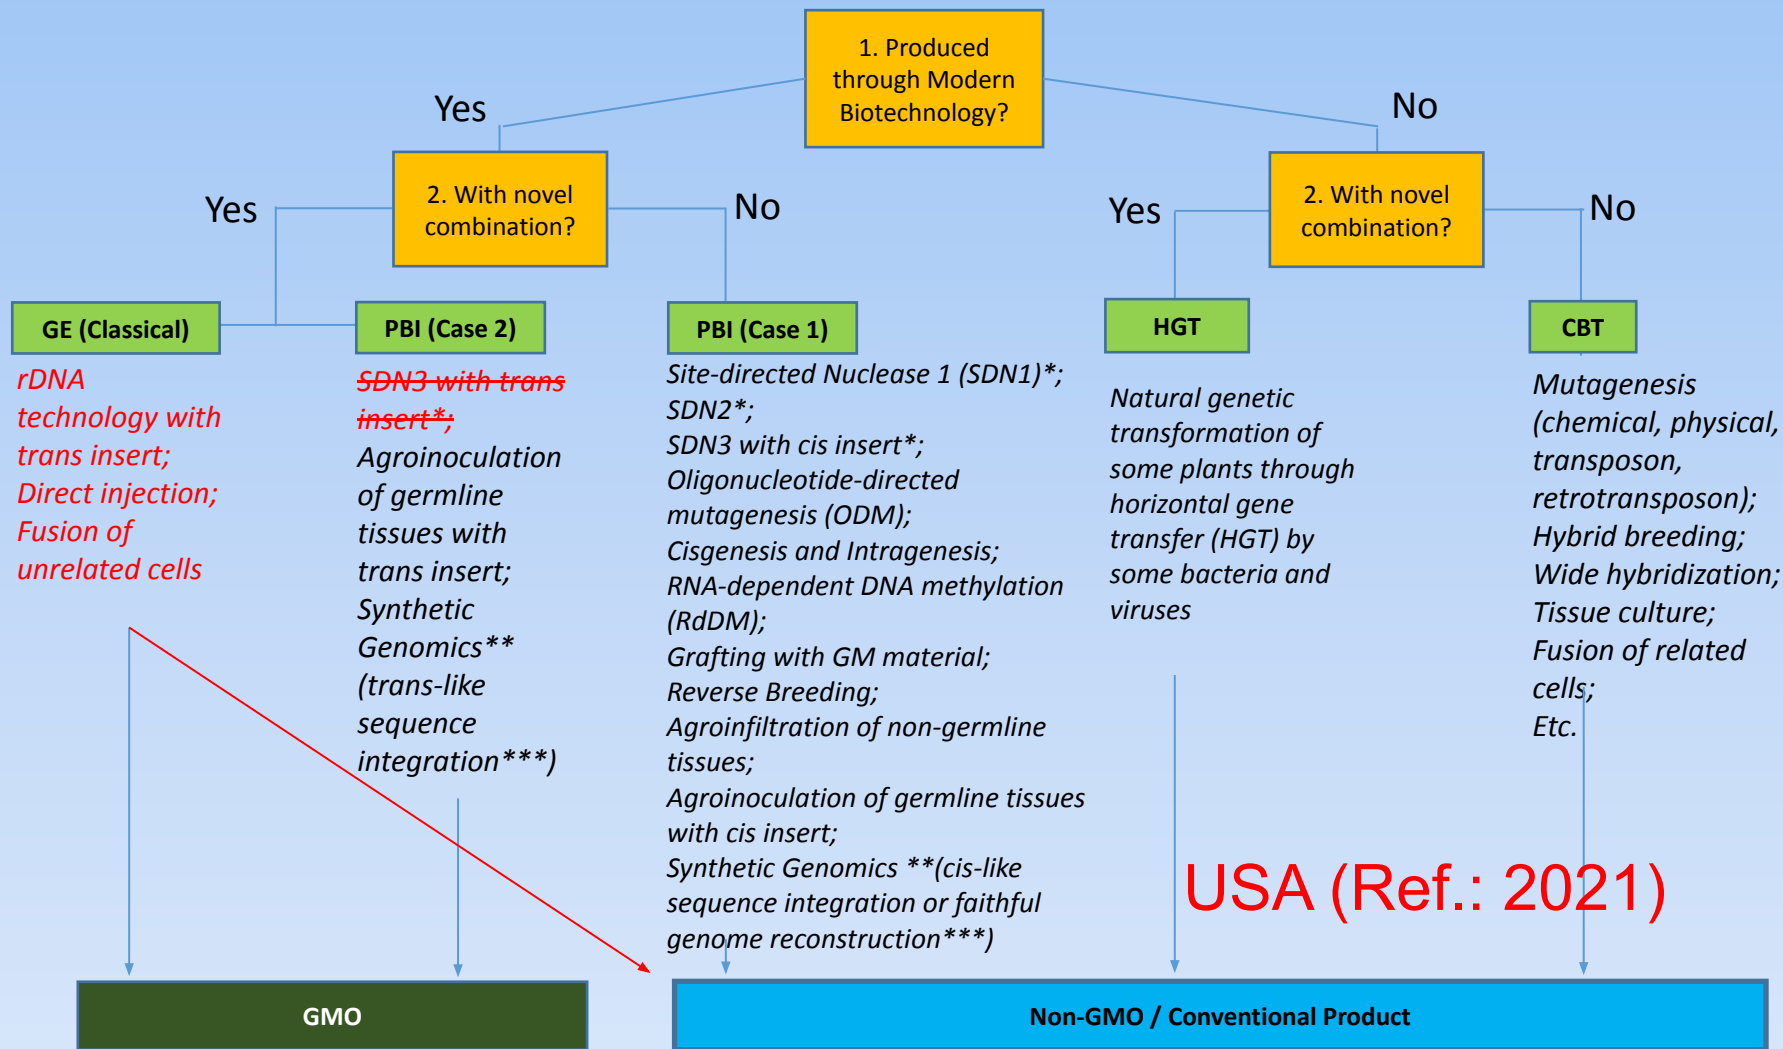 1. Produced
through Modern
Biotechnology?
Yes
No
2. With novel
combination?
Yes
No
2. With novel
combination?
Yes
No
GE (Classical)
rDNA
technology with
trans insert;
Direct injection;
Fusion of
unrelated cells
PBI (Case 2)
SDN3 with trans
insert*;
Agroinoculation
of germline
tissues with
trans insert;
Synthetic
Genomics**
(trans-like
sequence
integration***)
PBI (Case 1)
Site-directed Nuclease 1 (SDN1)*;
SDN2*;
SDN3 with cis insert*;
Oligonucleotide-directed
mutagenesis (ODM);
Cisgenesis and Intragenesis;
RNA-dependent DNA methylation
(RdDM);
Grafting with GM material;
Reverse Breeding;
Agroinfiltration of non-germline
tissues;
Agroinoculation of germline tissues
with cis insert;
Synthetic Genomics **(cis-like
sequence integration or faithful
genome reconstruction***)
HGT
Natural genetic
transformation of
some plants through
horizontal gene
transfer (HGT) by
some bacteria and
viruses
CBT
Mutagenesis
(chemical, physical,
transposon,
retrotransposon);
Hybrid breeding;
Wide hybridization;
Tissue culture;
Fusion of related
cells;
Etc.
USA (Ref.: 2021)
GMO
Non-GMO / Conventional Product